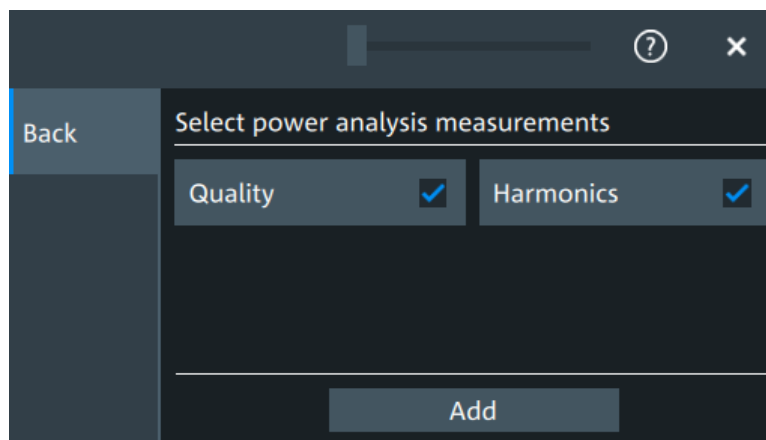 ?
Back
Select power analysis measurements
Quality
Harmonics
Add